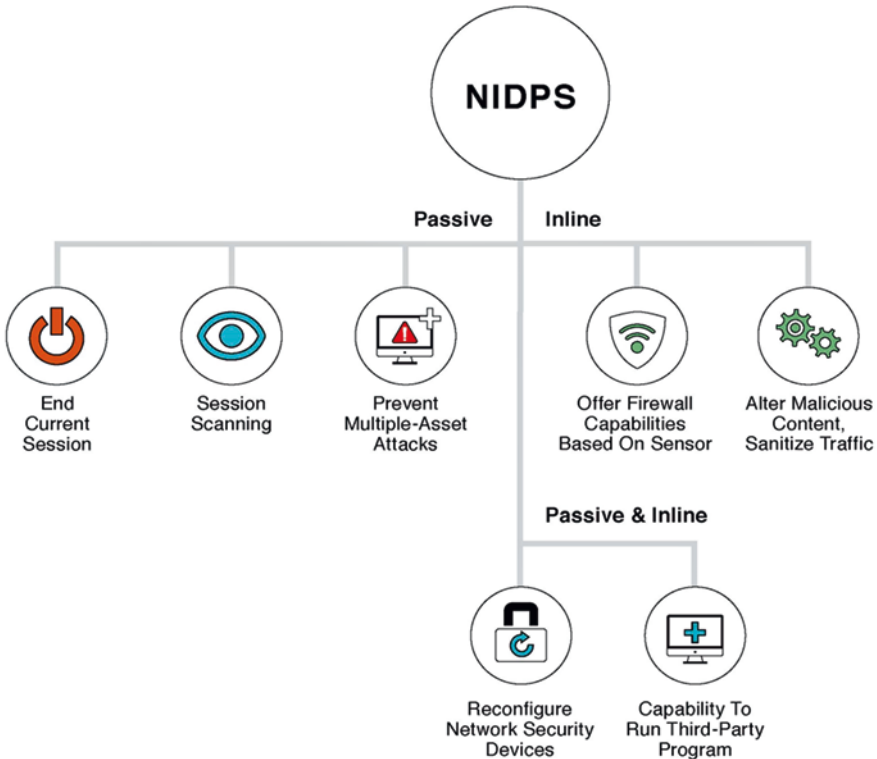 NIDPS
Passive
Inline
End
Current
Session
Session
Scanning
Prevent
Multiple-Asset
Attacks
Offer Firewall
Capabilities
Based On Sensor
Alter Malicious
Content,
Sanitize Traffic
Passive & Inline
Reconfigure
Network Security
Devices
Capability To
Run Third-Party
Program